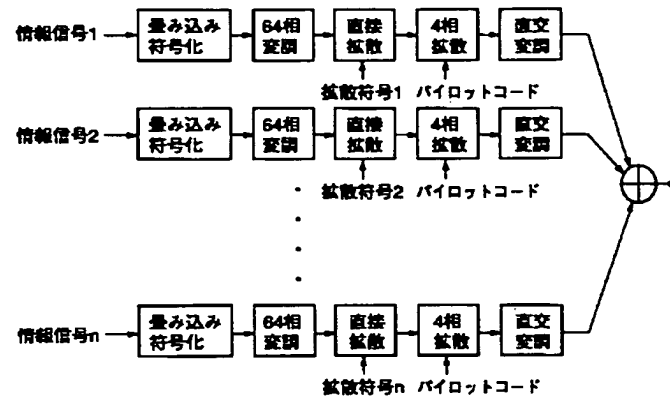 情報信号1
畳み込み
符号化
64相
変調
直接
拡散
4相
拡散
直交
変調
拡散符号1
パイロットコード
情報信号2
畳み込み
符号化
64相
変調
直接
拡散
4相
拡散
直交
変調
拡散符号2
パイロットコード
情報信号n
畳み込み
符号化
64相
変調
直接
拡散
4相
拡散
直交
変調
拡散符号n
パイロットコード